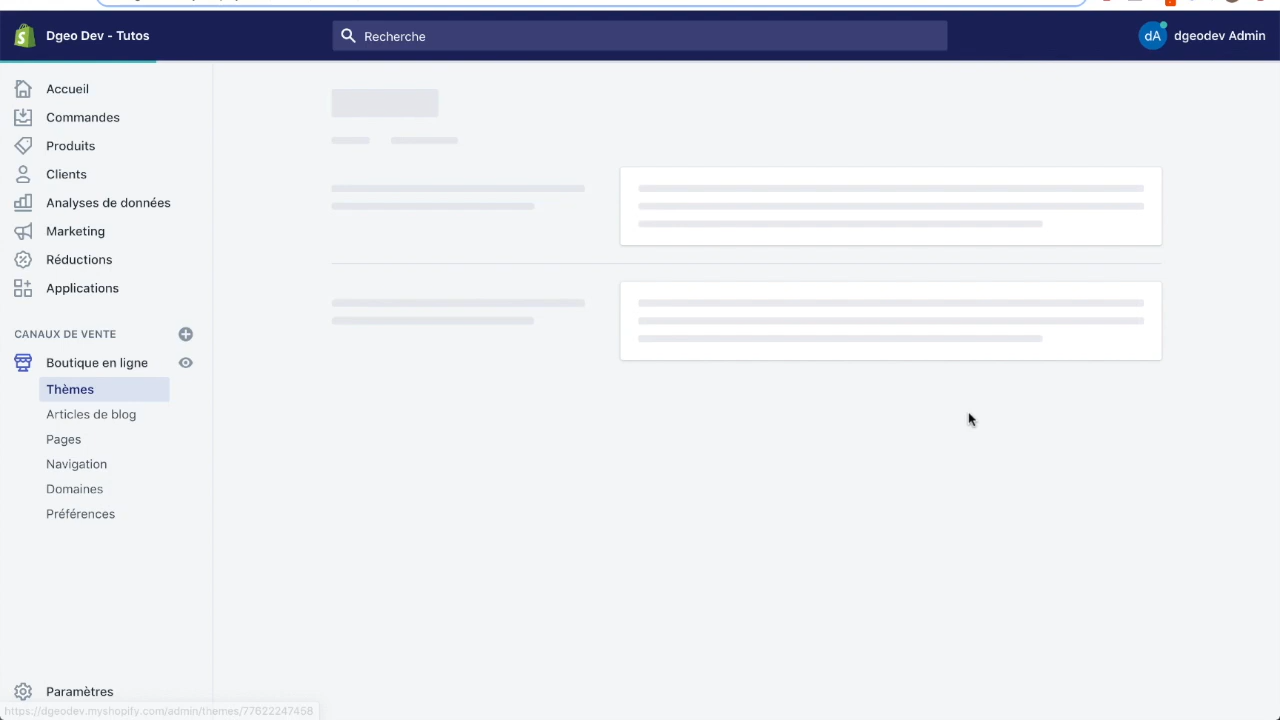 Dgeo Dev - Tutos
Recherche
dA
dgeodev Admin
Accueil
Commandes
Produits
Clients
Analyses de données
Marketing
Réductions
Applications
CANAUX DE VENTE
Boutique en ligne
Thèmes
Articles de blog
Pages
Navigation
Domaines
Préférences
Paramètres
https://dgeodev.myshopify.com/admin/themes/77622247458